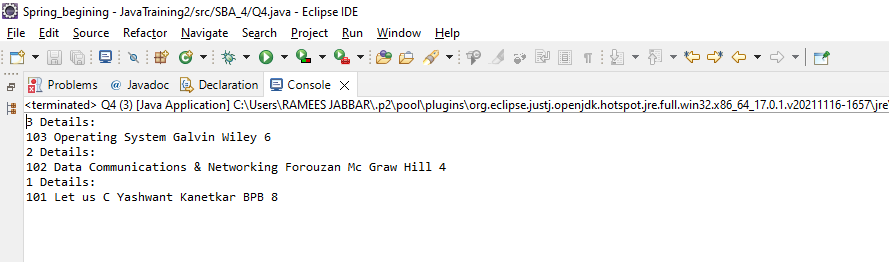 Spring_begining - JavaTraining2/src/SBA_4/Q4.java - Eclipse IDE
File Edit Source Refactor Navigate Search Project Run Window Help
Problems @ Javadoc Declaration Console
<terminated> Q4 (3) [Java Application] C:\Users\RAMEES JABBAR\.p2\pool\plugins\org.eclipse.justj.openjdk.hotspot.jre.full.win32.x86_64_17.0.1.v20211116-1657\jre\
3 Details:
103 Operating System Galvin Wiley 6
2 Details:
102 Data Communications & Networking Forouzan Mc Graw Hill 4
1 Details:
101 Let us C Yashwant Kanetkar BPB 8